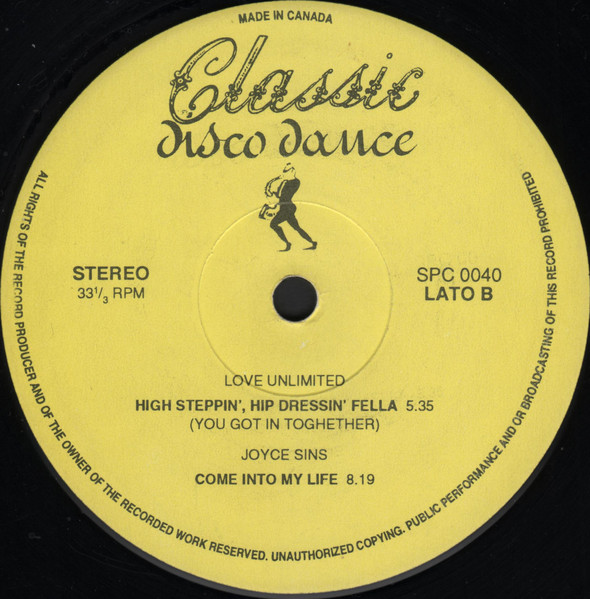 MADE IN CANADA
Classic
disco dance
STEREO
33 1/3 RPM
SPC 0040
LATO B
LOVE UNLIMITED
HIGH STEPPIN', HIP DRESSIN' FELLA 5.35
(YOU GOT IN TOGHETHER)
JOYCE SINS
COME INTO MY LIFE 8.19
ALL RIGHTS OF THE RECORD PRODUCER AND OF THE OWNER OF THE RECORDED WORK RESERVED. UNAUTHORIZED COPYING. PUBLIC PERFORMANCE AND/OR BROADCASTING OF THIS RECORD PROHIBITED